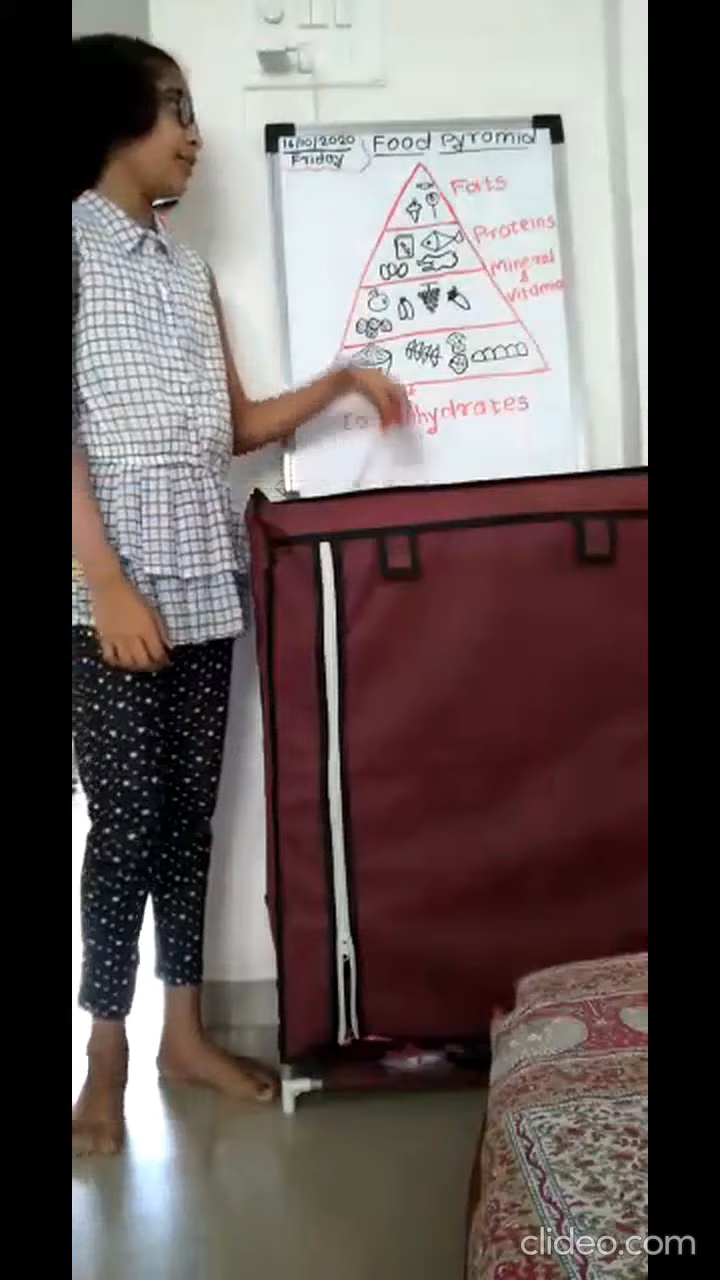 16/10/2020 Food Pyramid
Friday
Fats
Proteins
Mineral
&
Vitamin
hydrates
clideo.com